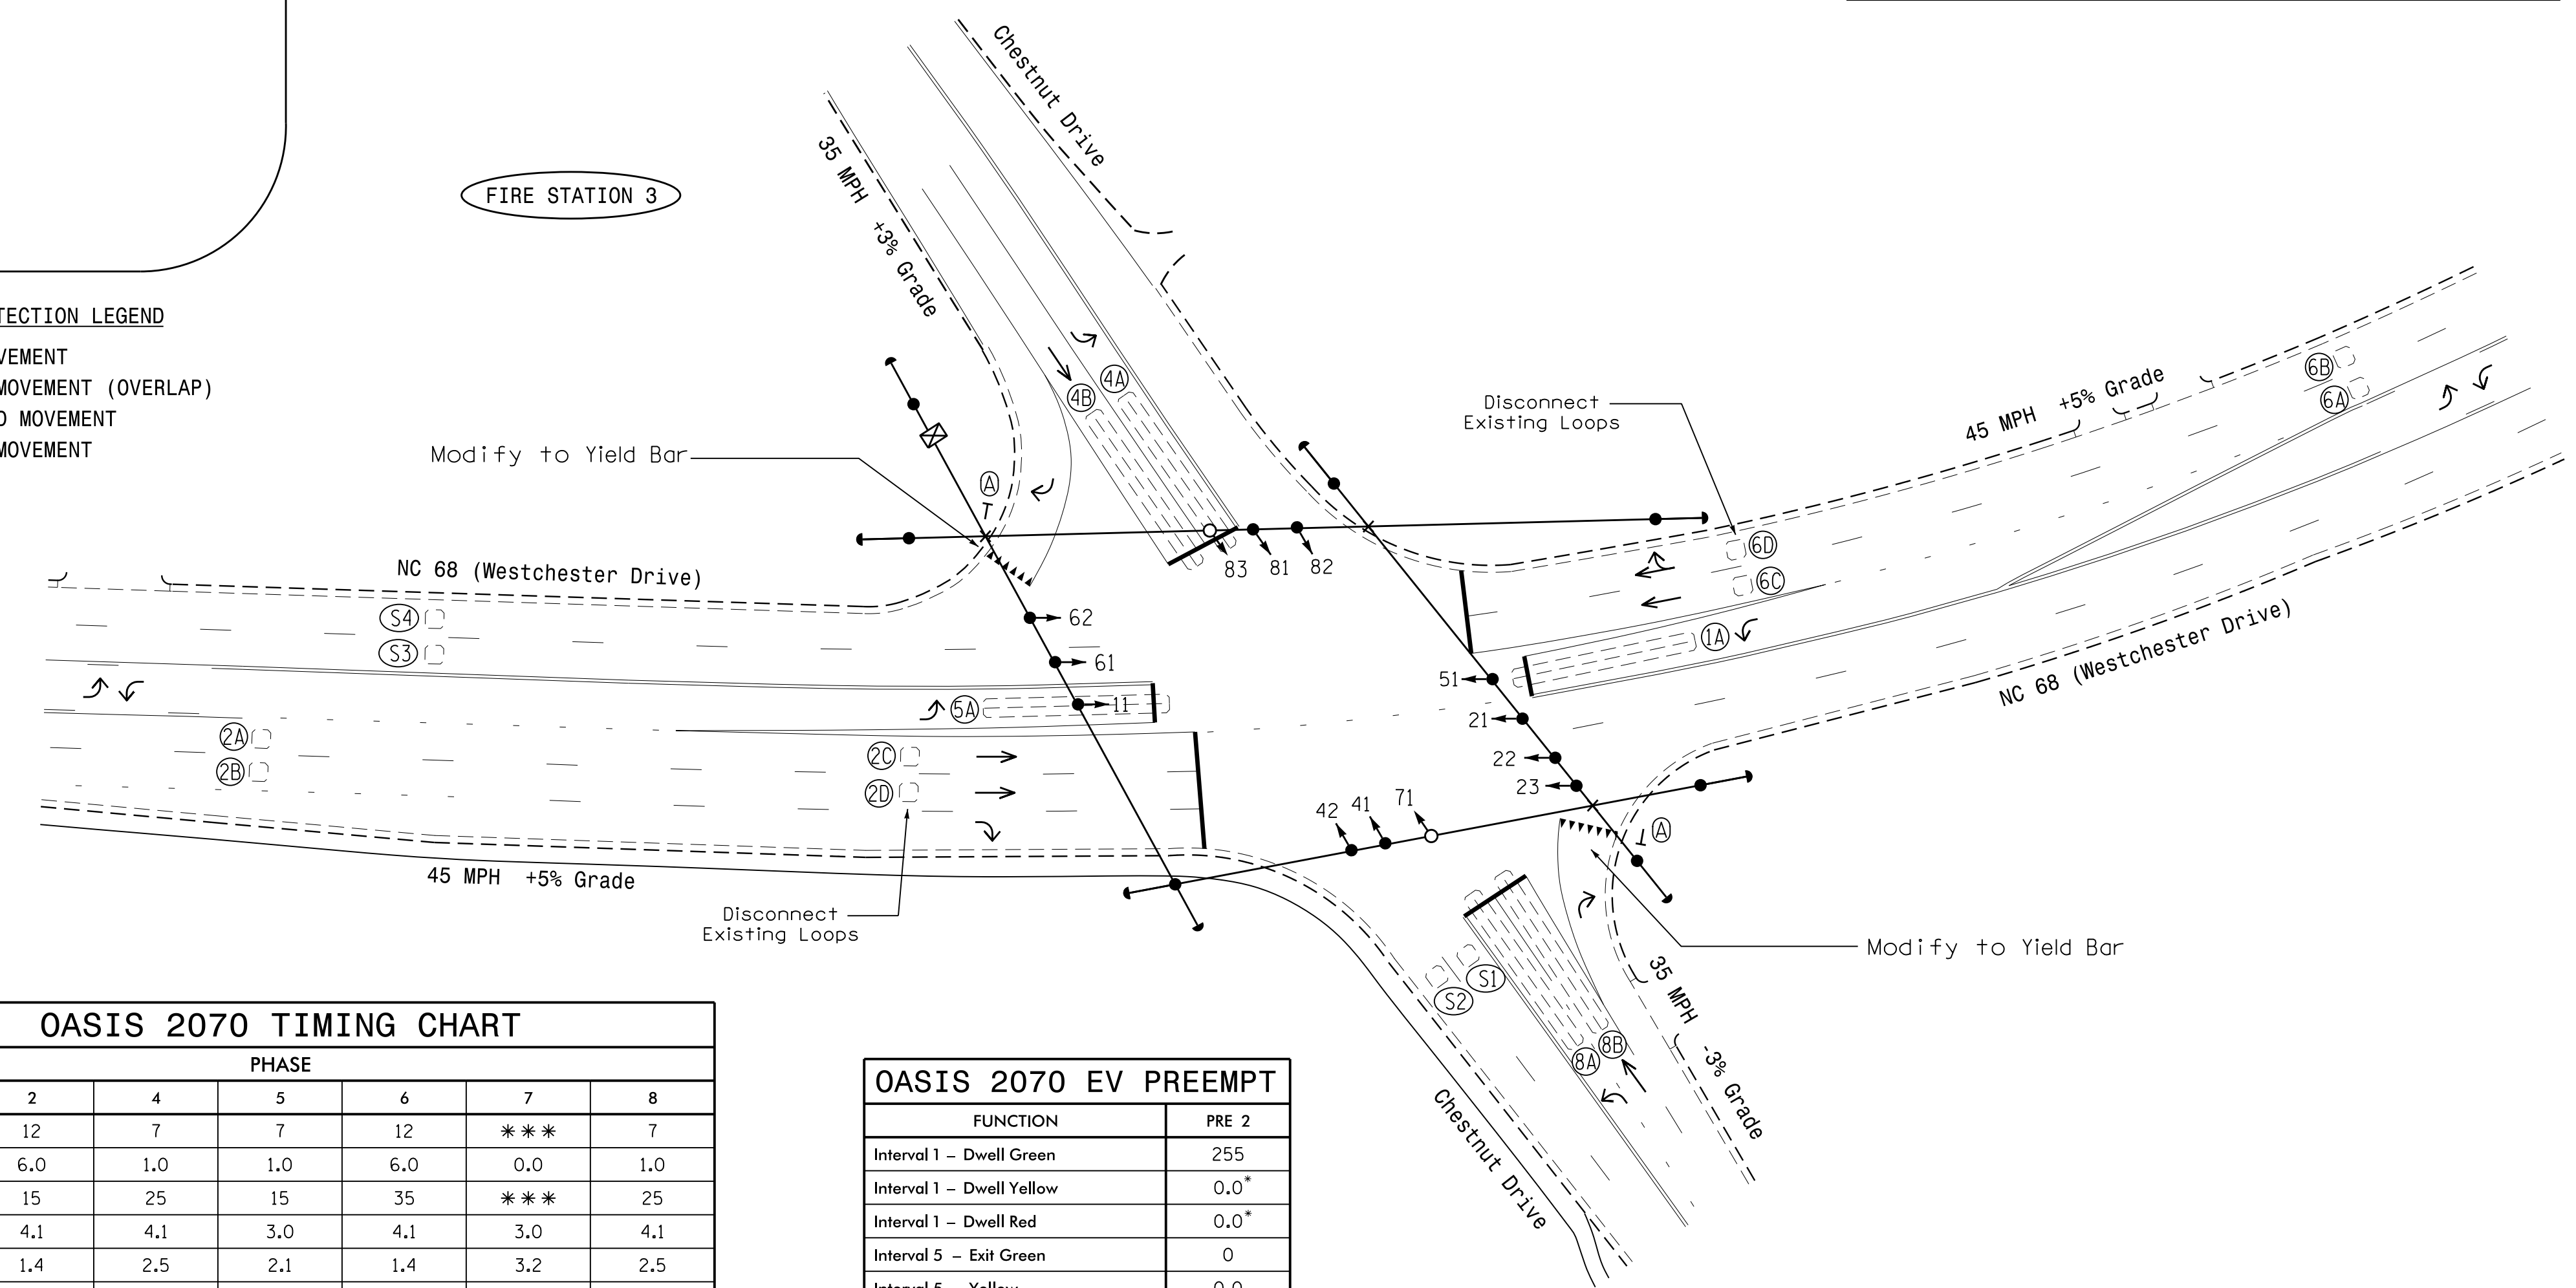 Chestnut Drive
35 MPH +3% Grade
FIRE STATION 3
TECTION LEGEND
VEMENT
MOVEMENT (OVERLAP)
D MOVEMENT
MOVEMENT
Modify to Yield Bar
A
4B
4A
83
81
82
Disconnect
Existing Loops
45 MPH +5% Grade
6B
6A
6D
6C
1A
NC 68 (Westchester Drive)
NC 68 (Westchester Drive)
S4
S3
62
61
11
5A
51
21
22
23
2A
2B
2C
2D
42
41
71
A
45 MPH +5% Grade
Disconnect
Existing Loops
Modify to Yield Bar
S1
S2
8A
8B
35 MPH -3% Grade
Chestnut Drive
OASIS 2070 TIMING CHART
PHASE
2 4 5 6 7 8
12 7 7 12 *** 7
6.0 1.0 1.0 6.0 0.0 1.0
15 25 15 35 *** 25
4.1 4.1 3.0 4.1 3.0 4.1
1.4 2.5 2.1 1.4 3.2 2.5
OASIS 2070 EV PREEMPT
FUNCTION PRE 2
Interval 1 – Dwell Green 255
Interval 1 – Dwell Yellow 0.0*
Interval 1 – Dwell Red 0.0*
Interval 5 – Exit Green 0